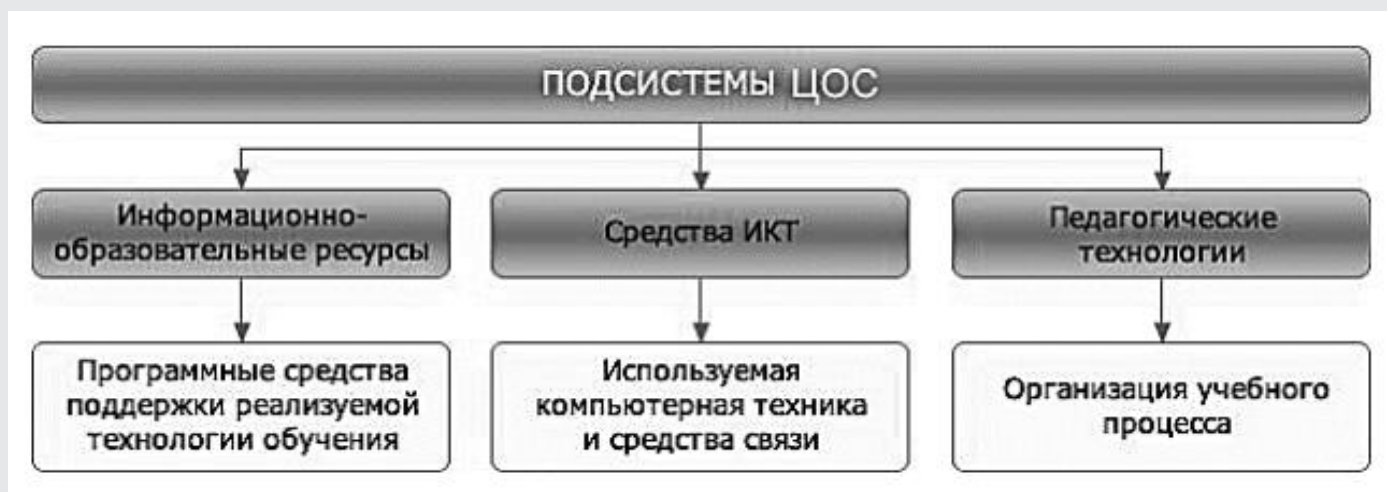 ПОДСИСТЕМЫ ЦОС
Информационно-
образовательные ресурсы
Средства ИКТ
Педагогические
технологии
Программные средства
поддержки реализуемой
технологии обучения
Используемая
компьютерная техника
и средства связи
Организация учебного
процесса